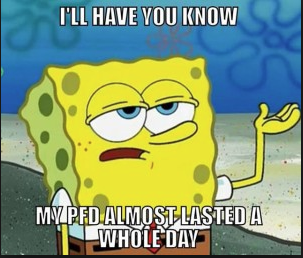 I'LL HAVE YOU KNOW
MY PFD ALMOST LASTED A
WHOLE DAY